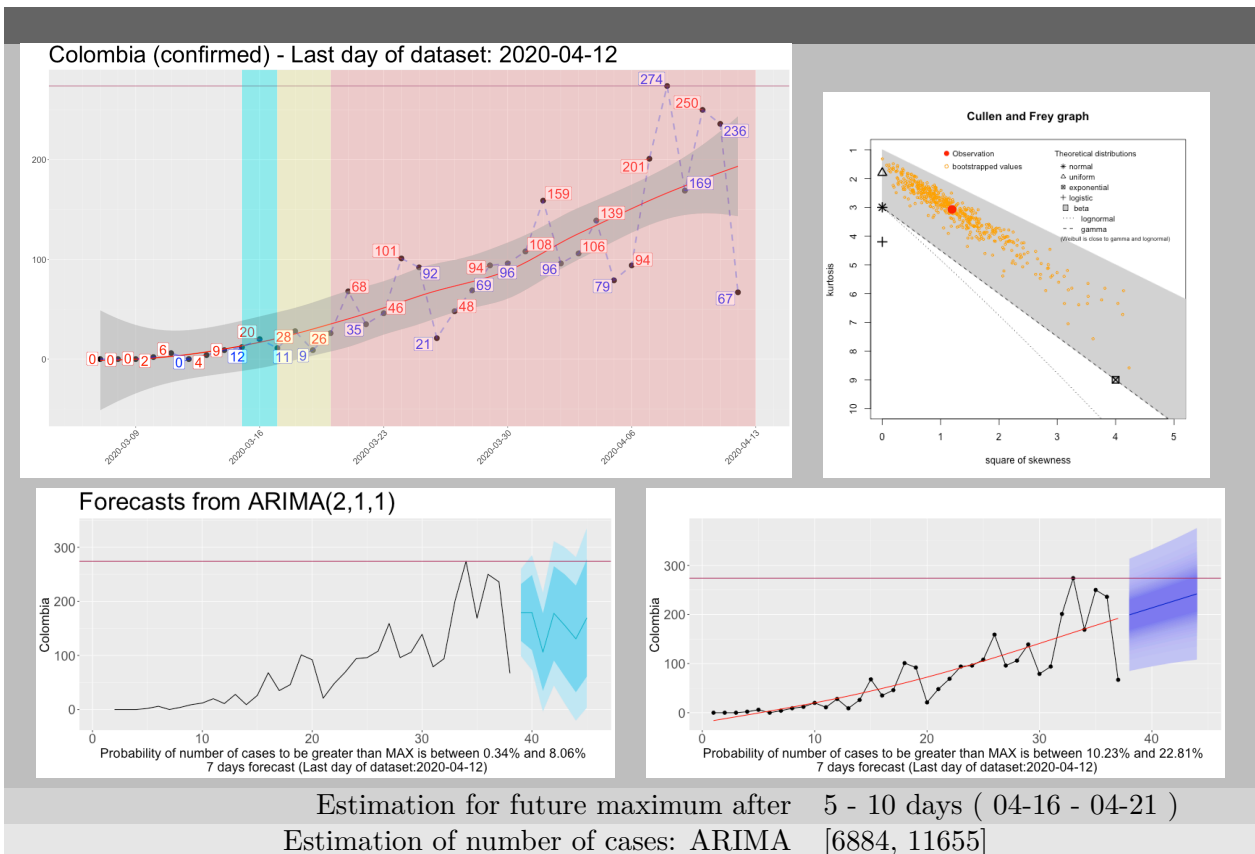 Colombia (confirmed) - Last day of dataset: 2020-04-12
274
250
236
201
200
169
159
139
101
108
106
100
92
94
96
96
94
79
68
69
67
46
48
35
20
28
26
21
6
9
12
11
9
0
0
0
0
2
0
4
2020-03-09
2020-03-16
2020-03-23
2020-03-30
2020-04-06
2020-04-13
Cullen and Frey graph
Observation
bootstrapped values
Theoretical distributions
normal
uniform
exponential
logistic
beta
lognormal
gamma
(Weibull is close to gamma and lognormal)
kurtosis
1
2
3
4
5
6
7
8
9
10
0 1 2 3 4 5
square of skewness
Forecasts from ARIMA(2,1,1)
Colombia
300
200
100
0
0 10 20 30 40
Probability of number of cases to be greater than MAX is between 0.34% and 8.06%
7 days forecast (Last day of dataset:2020-04-12)
Colombia
300
200
100
0
0 10 20 30 40
Probability of number of cases to be greater than MAX is between 10.23% and 22.81%
7 days forecast (Last day of dataset:2020-04-12)
Estimation for future maximum after 5 - 10 days ( 04-16 - 04-21 )
Estimation of number of cases: ARIMA [6884, 11655]